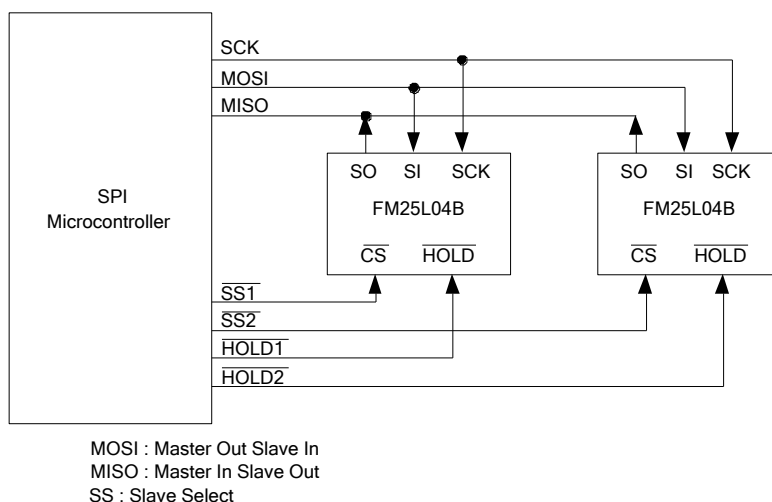 SCK
MOSI
MISO
SO SI SCK
SO SI SCK
SPI
Microcontroller
FM25L04B
FM25L04B
CS HOLD
CS HOLD
SS1
SS2
HOLD1
HOLD2
MOSI : Master Out Slave In
MISO : Master In Slave Out
SS : Slave Select